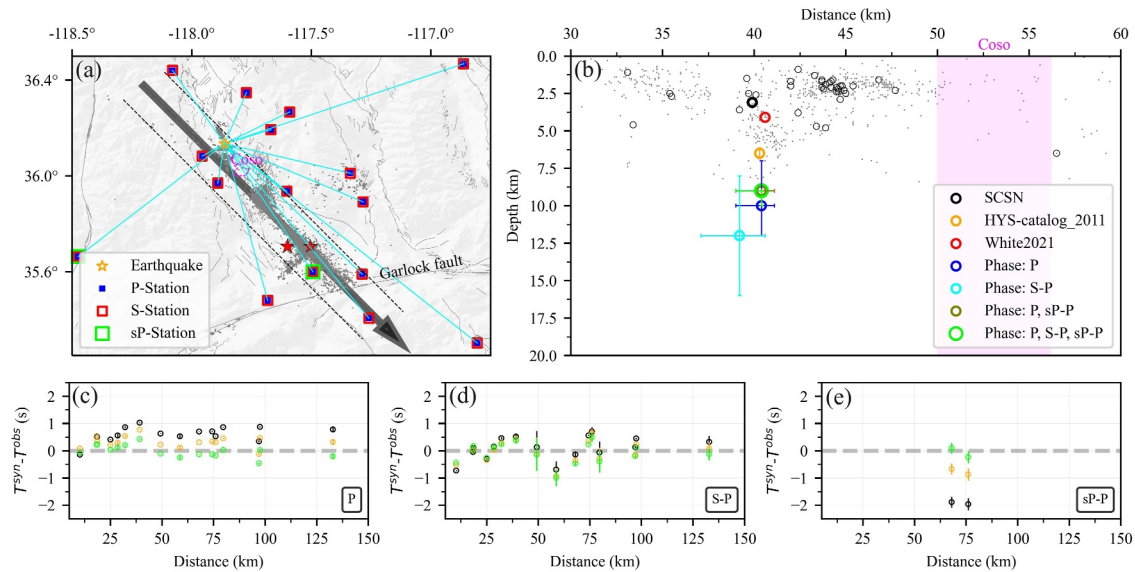 -118.5° -118.0° -117.5° -117.0°
36.4°
36.0°
35.6°
(a)
Coso
Garlock fault
Earthquake
P-Station
S-Station
sP-Station
Distance (km)
30 35 40 45 50 55 60
Coso
(b)
Depth (km)
0.0
2.5
5.0
7.5
10.0
12.5
15.0
17.5
20.0
SCSN
HYS-catalog_2011
White2021
Phase: P
Phase: S-P
Phase: P, sP-P
Phase: P, S-P, sP-P
(c)
T^syn-T^obs (s)
2
1
0
−1
−2
P
25 50 75 100 125 150
Distance (km)
(d)
T^syn-T^obs (s)
2
1
0
−1
−2
S-P
25 50 75 100 125 150
Distance (km)
(e)
T^syn-T^obs (s)
2
1
0
−1
−2
sP-P
25 50 75 100 125 150
Distance (km)